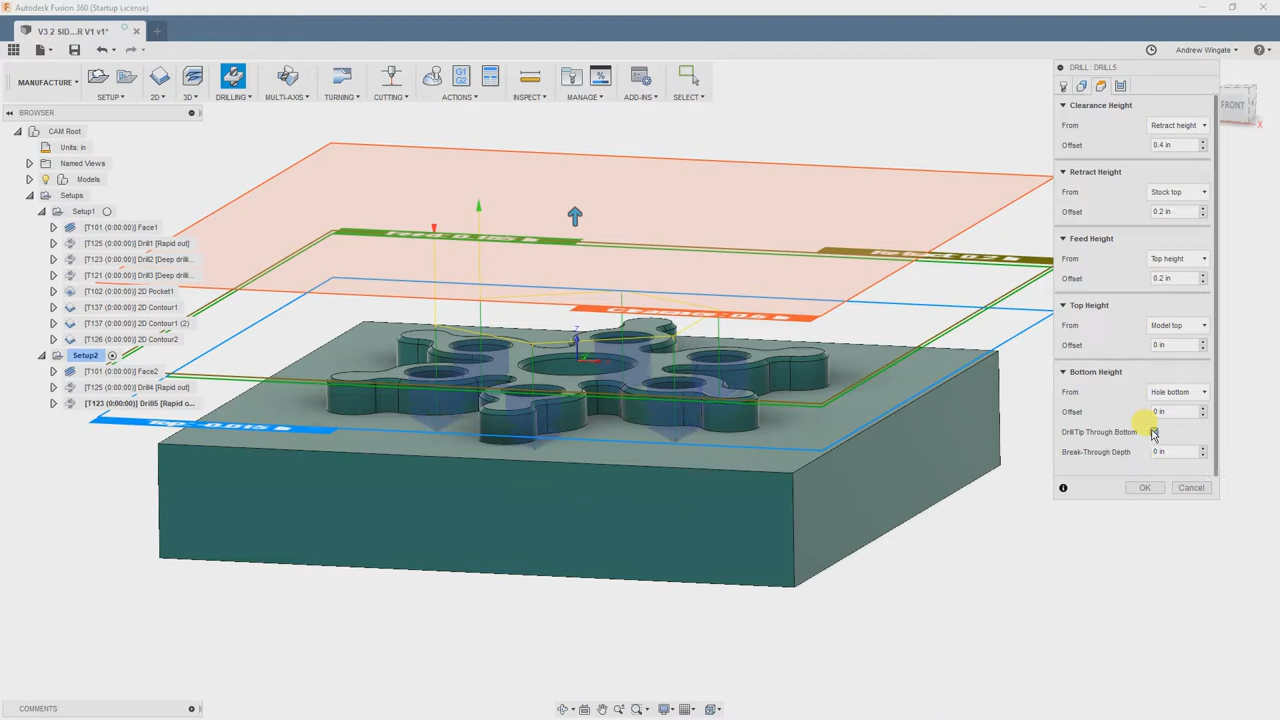 Autodesk Fusion 360 (Startup License)
V3 2 SID...R V1 v1*
Andrew Wingate
MANUFACTURE
SETUP
2D
3D
DRILLING
MULTI-AXIS
TURNING
CUTTING
ACTIONS
G1
G2
INSPECT
MANAGE
ADD-INS
SELECT
BROWSER
CAM Root
Units: in
Named Views
Models
Setups
Setup1
[T101 (0:00:00)] Face1
[T125 (0:00:00)] Drill1 [Rapid out]
[T123 (0:00:00)] Drill2 [Deep drilli...
[T121 (0:00:00)] Drill3 [Deep drilli...
[T102 (0:00:00)] 2D Pocket1
[T137 (0:00:00)] 2D Contour1
[T137 (0:00:00)] 2D Contour1 (2)
[T126 (0:00:00)] 2D Contour2
Setup2
[T101 (0:00:00)] Face2
[T125 (0:00:00)] Drill4 [Rapid out]
[T123 (0:00:00)] Drill5 [Rapid o...
Z
DRILL: DRILL5
Clearance Height
From Retract height
Offset 0.4 in
Retract Height
From Stock top
Offset 0.2 in
Feed Height
From Top height
Offset 0.2 in
Top Height
From Model top
Offset 0 in
Bottom Height
From Hole bottom
Offset 0 in
Drill Tip Through Bottom
Break-Through Depth 0 in
OK Cancel
FRONT
X
COMMENTS